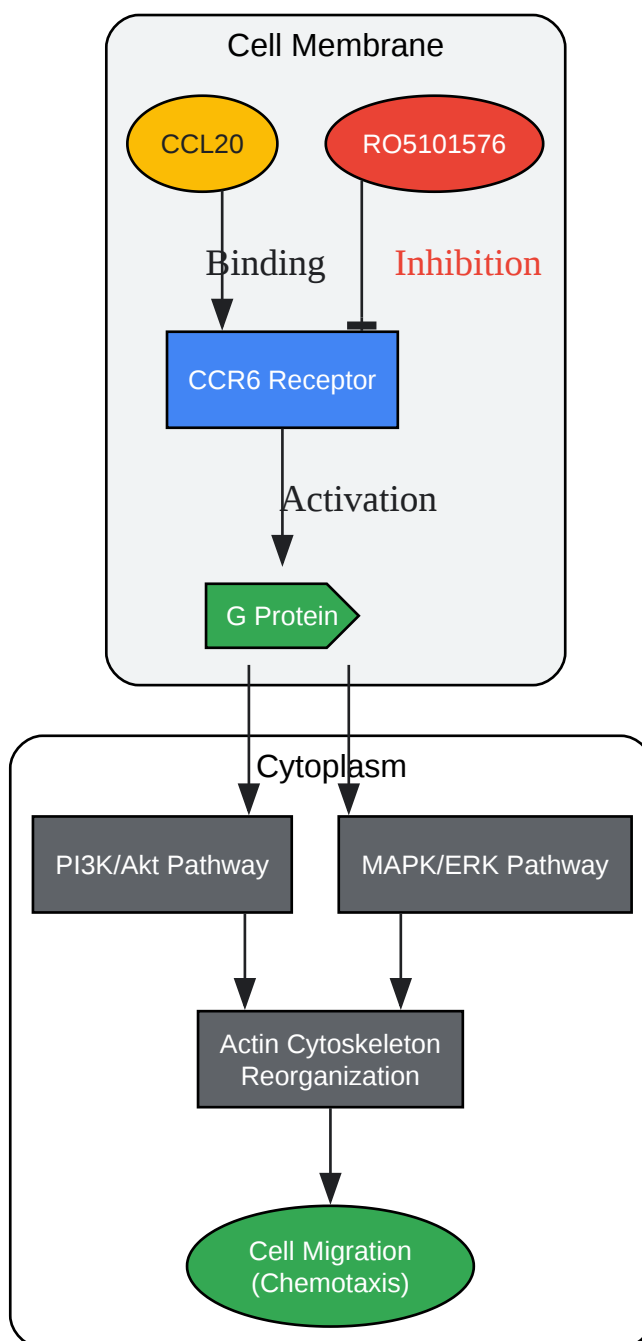 Cell Membrane
CCL20
RO5101576
Binding
Inhibition
CCR6 Receptor
Activation
G Protein
Cytoplasm
PI3K/Akt Pathway
MAPK/ERK Pathway
Actin Cytoskeleton
Reorganization
Cell Migration
(Chemotaxis)